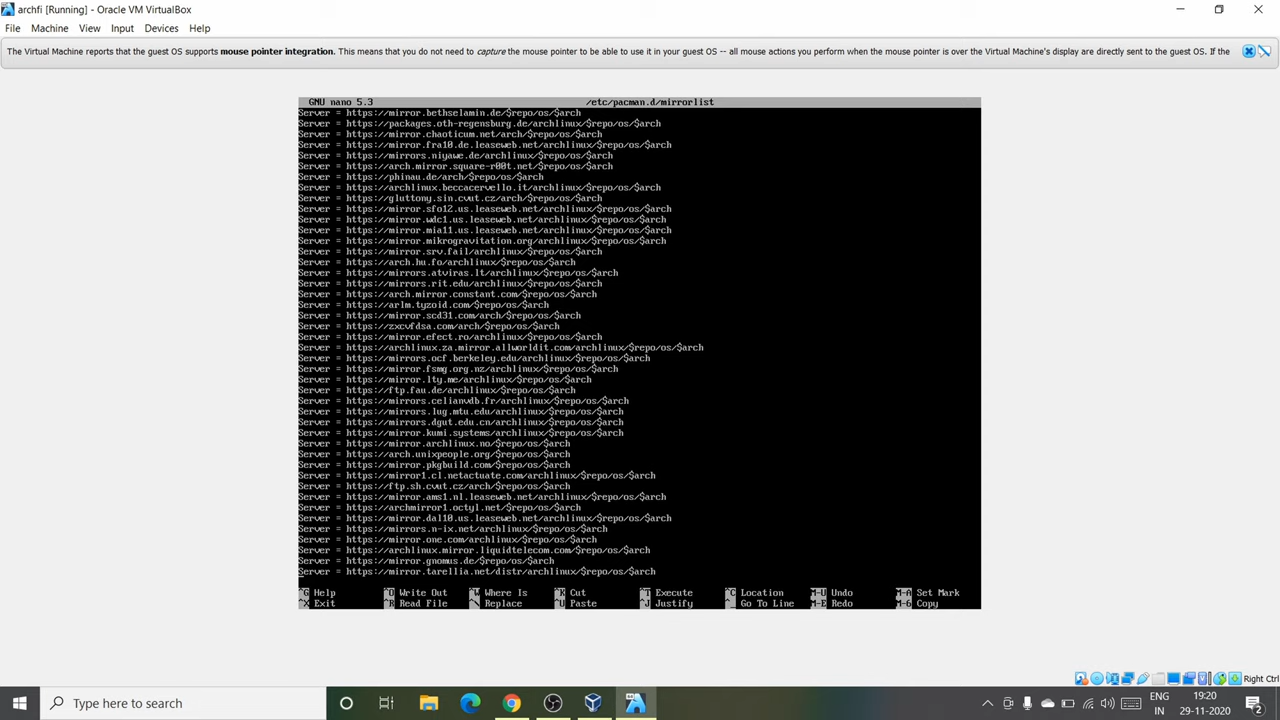 archfi [Running] - Oracle VM VirtualBox
File Machine View Input Devices Help
The Virtual Machine reports that the guest OS supports mouse pointer integration. This means that you do not need to capture the mouse pointer to be able to use it in your guest OS -- all mouse actions you perform when the mouse pointer is over the Virtual Machine's display are directly sent to the guest OS. If the
GNU nano 5.3 /etc/pacman.d/mirrorlist
Server = https://mirror.bethselamin.de/$repo/os/$arch
Server = https://packages.oth-regensburg.de/archlinux/$repo/os/$arch
Server = https://mirror.chaoticum.net/arch/$repo/os/$arch
Server = https://mirror.fra10.de.leaseweb.net/archlinux/$repo/os/$arch
Server = https://mirrors.niyawe.de/archlinux/$repo/os/$arch
Server = https://arch.mirror.square-r00t.net/$repo/os/$arch
Server = https://phinau.de/arch/$repo/os/$arch
Server = https://archlinux.beccacervello.it/archlinux/$repo/os/$arch
Server = https://gluttony.sin.cvut.cz/arch/$repo/os/$arch
Server = https://mirror.sfo12.us.leaseweb.net/archlinux/$repo/os/$arch
Server = https://mirror.wdc1.us.leaseweb.net/archlinux/$repo/os/$arch
Server = https://mirror.mia11.us.leaseweb.net/archlinux/$repo/os/$arch
Server = https://mirror.mikrogravitation.org/archlinux/$repo/os/$arch
Server = https://mirror.srv.fail/archlinux/$repo/os/$arch
Server = https://arch.hu.fo/archlinux/$repo/os/$arch
Server = https://mirrors.atviras.lt/archlinux/$repo/os/$arch
Server = https://mirrors.rit.edu/archlinux/$repo/os/$arch
Server = https://arch.mirror.constant.com/$repo/os/$arch
Server = https://arlm.tyzoid.com/$repo/os/$arch
Server = https://mirror.scd31.com/arch/$repo/os/$arch
Server = https://zxcvfdsa.com/arch/$repo/os/$arch
Server = https://mirror.efect.ro/archlinux/$repo/os/$arch
Server = https://archlinux.za.mirror.allworldit.com/archlinux/$repo/os/$arch
Server = https://mirrors.ocf.berkeley.edu/archlinux/$repo/os/$arch
Server = https://mirror.fsmg.org.nz/archlinux/$repo/os/$arch
Server = https://mirror.lty.me/archlinux/$repo/os/$arch
Server = https://ftp.fau.de/archlinux/$repo/os/$arch
Server = https://mirrors.celianvdb.fr/archlinux/$repo/os/$arch
Server = https://mirrors.lug.mtu.edu/archlinux/$repo/os/$arch
Server = https://mirrors.dgut.edu.cn/archlinux/$repo/os/$arch
Server = https://mirror.kumi.systems/archlinux/$repo/os/$arch
Server = https://mirror.archlinux.no/$repo/os/$arch
Server = https://arch.unixpeople.org/$repo/os/$arch
Server = https://mirror.pkgbuild.com/$repo/os/$arch
Server = https://mirror1.cl.netactuate.com/archlinux/$repo/os/$arch
Server = https://ftp.sh.cvut.cz/arch/$repo/os/$arch
Server = https://mirror.ams1.nl.leaseweb.net/archlinux/$repo/os/$arch
Server = https://archmirror1.octyl.net/$repo/os/$arch
Server = https://mirror.dal10.us.leaseweb.net/archlinux/$repo/os/$arch
Server = https://mirrors.n-ix.net/archlinux/$repo/os/$arch
Server = https://mirror.one.com/archlinux/$repo/os/$arch
Server = https://archlinux.mirror.liquidtelecom.com/$repo/os/$arch
Server = https://mirror.gnomus.de/$repo/os/$arch
Server = https://mirror.tarellia.net/distr/archlinux/$repo/os/$arch
^G Help ^O Write Out ^W Where Is ^K Cut ^T Execute ^C Location M-U Undo M-A Set Mark
^X Exit ^R Read File ^\ Replace ^U Paste ^J Justify ^_ Go To Line M-E Redo M-6 Copy
Right Ctrl
Type here to search
ENG 19:20
IN 29-11-2020
2